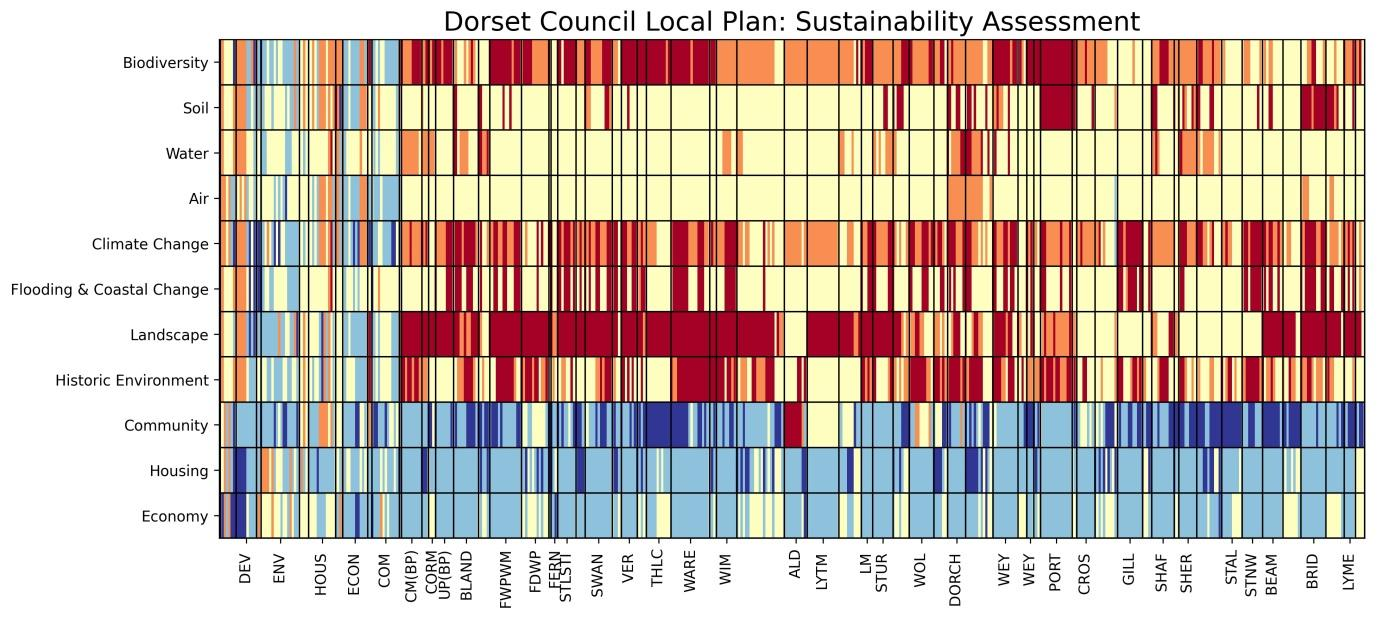 Dorset Council Local Plan: Sustainability Assessment
Biodiversity
Soil
Water
Air
Climate Change
Flooding & Coastal Change
Landscape
Historic Environment
Community
Housing
Economy
DEV
ENV
HOUS
ECON
COM
CM(BP)
CORM
UP(BP)
BLAND
FWPWM
FDWP
FERN
STLSTI
SWAN
VER
THLC
WARE
WIM
ALD
LYTM
LM
STUR
WOL
DORCH
WEY
WEY
PORT
CROS
GILL
SHAF
SHER
STAL
STNW
BEAM
BRID
LYME